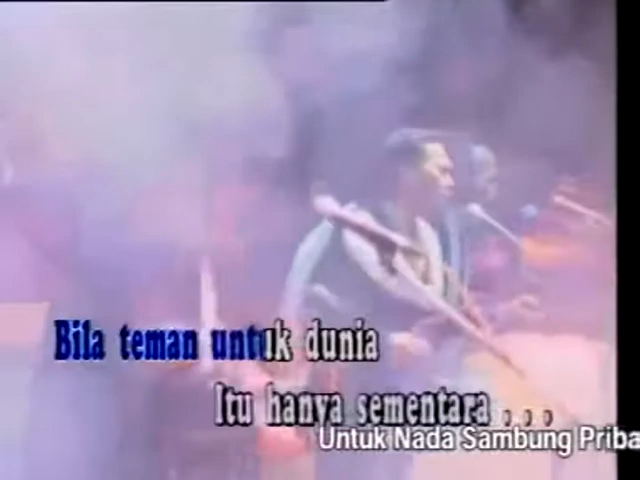 Bila teman untuk dunia
Itu hanya sementara . . .
Untuk Nada Sambung Priba